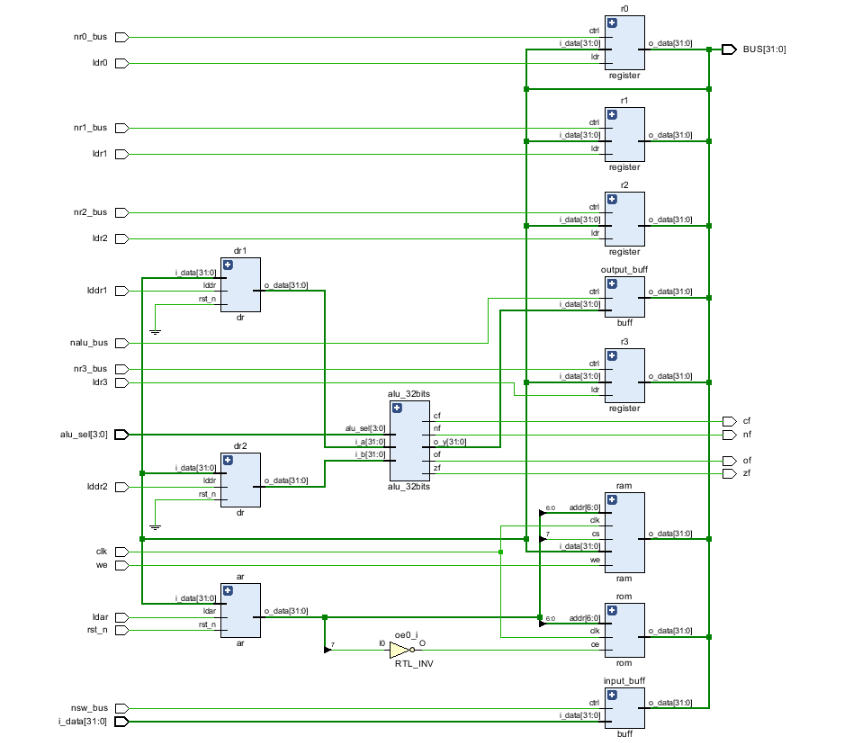 r0
nr0_bus
ctrl
i_data[31:0]
o_data[31:0]
BUS[31:0]
ldr0
ldr
register
r1
nr1_bus
ctrl
i_data[31:0]
o_data[31:0]
ldr1
ldr
register
r2
nr2_bus
ctrl
i_data[31:0]
o_data[31:0]
ldr2
ldr
register
dr1
i_data[31:0]
lddr1
lddr
o_data[31:0]
rst_n
dr
output_buff
ctrl
o_data[31:0]
i_data[31:0]
buff
nalu_bus
r3
nr3_bus
ctrl
ldr3
i_data[31:0]
o_data[31:0]
ldr
register
alu_32bits
alu_sel[3:0]
alu_sel[3:0]
i_a[31:0]
i_b[31:0]
cf
nf
o_y[31:0]
of
zf
alu_32bits
cf
nf
of
zf
dr2
i_data[31:0]
lddr2
lddr
o_data[31:0]
rst_n
dr
ram
6:0
addr[6:0]
clk
7
cs
o_data[31:0]
i_data[31:0]
we
ram
clk
we
ar
i_data[31:0]
ldar
ldar
o_data[31:0]
rst_n
rst_n
ar
rom
6:0
addr[6:0]
clk
o_data[31:0]
oe
rom
7
oe0_i
I0
O
RTL_INV
input_buff
nsw_bus
ctrl
o_data[31:0]
i_data[31:0]
i_data[31:0]
buff